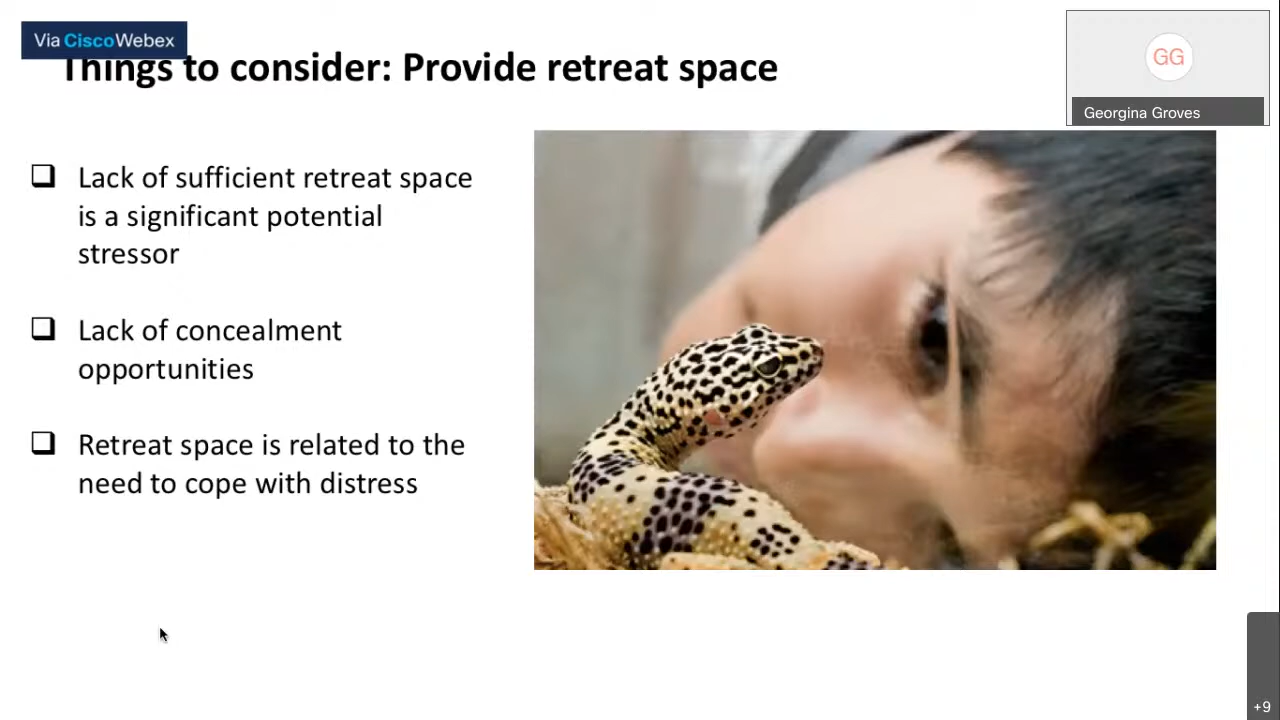 Via Cisco Webex
Things to consider: Provide retreat space
GG
Georgina Groves
❑ Lack of sufficient retreat space
is a significant potential
stressor
❑ Lack of concealment
opportunities
❑ Retreat space is related to the
need to cope with distress
+9